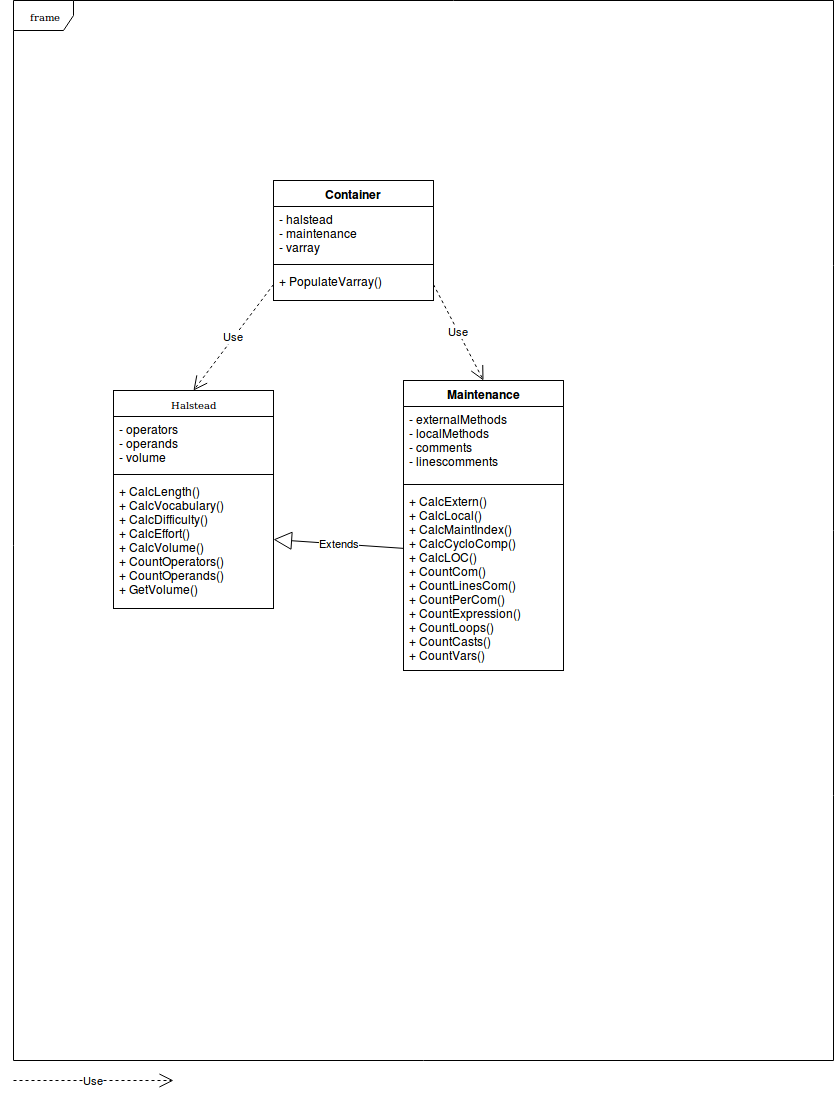 frame
Container
- halstead
- maintenance
- varray
+ PopulateVarray()
Use
Use
Halstead
- operators
- operands
- volume
+ CalcLength()
+ CalcVocabulary()
+ CalcDifficulty()
+ CalcEffort()
+ CalcVolume()
+ CountOperators()
+ CountOperands()
+ GetVolume()
Extends
Maintenance
- externalMethods
- localMethods
- comments
- linescomments
+ CalcExtern()
+ CalcLocal()
+ CalcMaintIndex()
+ CalcCycloComp()
+ CalcLOC()
+ CountCom()
+ CountLinesCom()
+ CountPerCom()
+ CountExpression()
+ CountLoops()
+ CountCasts()
+ CountVars()
Use